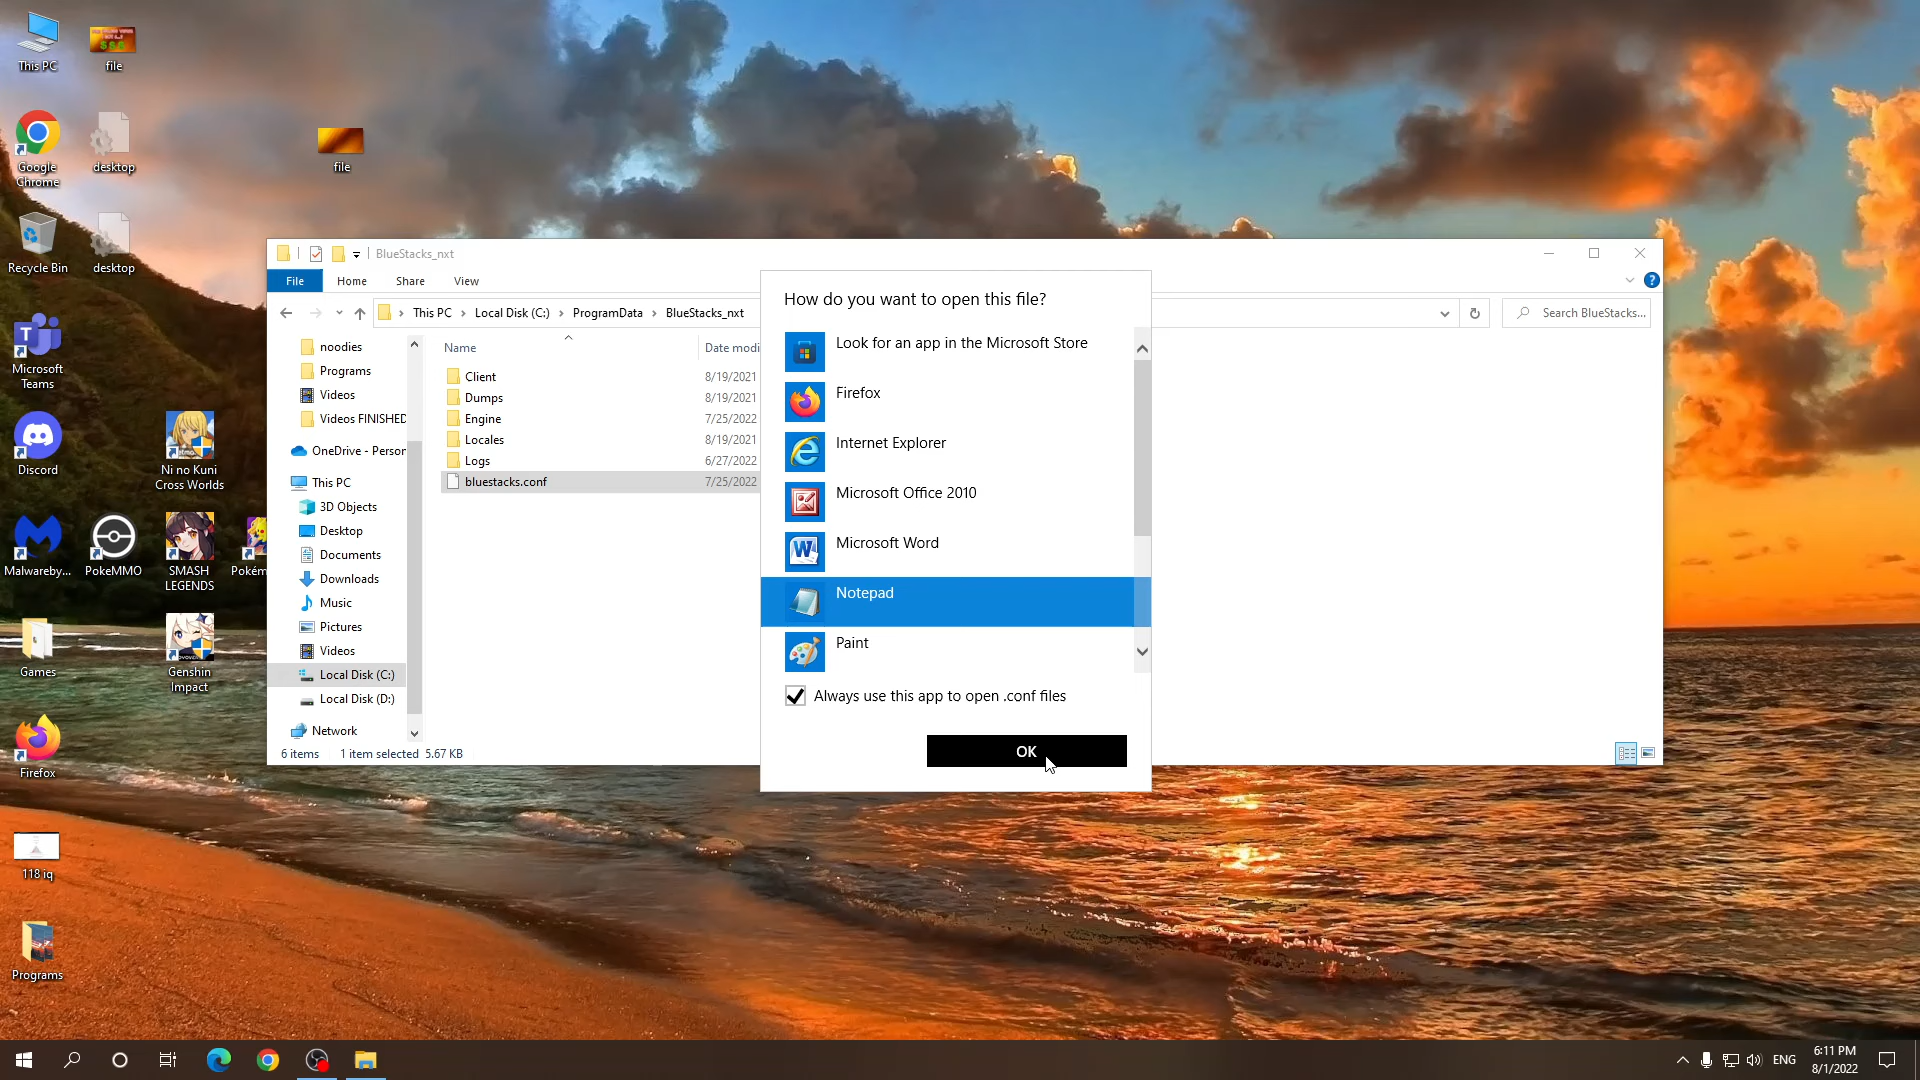 This PC
file
Google
Chrome
desktop
file
Recycle Bin
desktop
Microsoft
Teams
Discord
Ni no Kuni
Cross Worlds
Malwareby...
PokeMMO
SMASH
LEGENDS
Pokém
Games
Genshin
Impact
Firefox
118 iq
Programs
BlueStacks_nxt
File
Home
Share
View
This PC
Local Disk (C:)
ProgramData
BlueStacks_nxt
Search BlueStacks...
noodies
Programs
Videos
Videos FINISHED
OneDrive - Person
This PC
3D Objects
Desktop
Documents
Downloads
Music
Pictures
Videos
Local Disk (C:)
Local Disk (D:)
Network
Name
Date modi
Client
8/19/2021
Dumps
8/19/2021
Engine
7/25/2022
Locales
8/19/2021
Logs
6/27/2022
bluestacks.conf
7/25/2022
6 items
1 item selected 5.67 KB
How do you want to open this file?
Look for an app in the Microsoft Store
Firefox
Internet Explorer
Microsoft Office 2010
Microsoft Word
Notepad
Paint
Always use this app to open .conf files
OK
ENG
6:11 PM
8/1/2022